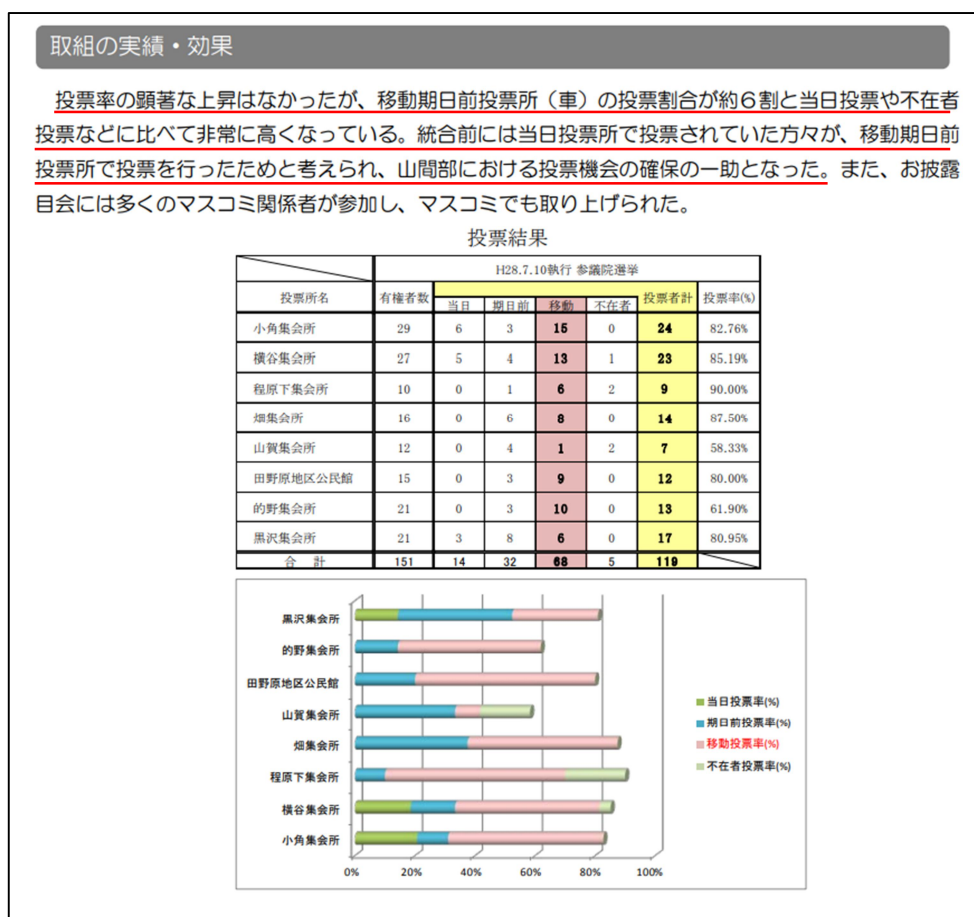 取組の実績・効果
投票率の顕著な上昇はなかったが、移動期日前投票所（車）の投票割合が約６割と当日投票や不在者
投票などに比べて非常に高くなっている。統合前には当日投票所で投票されていた方々が、移動期日前
投票所で投票を行ったためと考えられ、山間部における投票機会の確保の一助となった。また、お披露
目会には多くのマスコミ関係者が参加し、マスコミでも取り上げられた。
投票結果
H28.7.10執行 参議院選挙
投票所名 有権者数 当日 期日前 移動 不在者 投票者計 投票率(%)
小角集会所 29 6 3 15 0 24 82.76%
横谷集会所 27 5 4 13 1 23 85.19%
程原下集会所 10 0 1 6 2 9 90.00%
畑集会所 16 0 6 8 0 14 87.50%
山賀集会所 12 0 4 1 2 7 58.33%
田野原地区公民館 15 0 3 9 0 12 80.00%
的野集会所 21 0 3 10 0 13 61.90%
黒沢集会所 21 3 8 6 0 17 80.95%
合 計 151 14 32 68 5 119
黒沢集会所
的野集会所
田野原地区公民館
山賀集会所
畑集会所
程原下集会所
横谷集会所
小角集会所
0% 20% 40% 60% 80% 100%
当日投票率(%)
期日前投票率(%)
移動投票率(%)
不在者投票率(%)